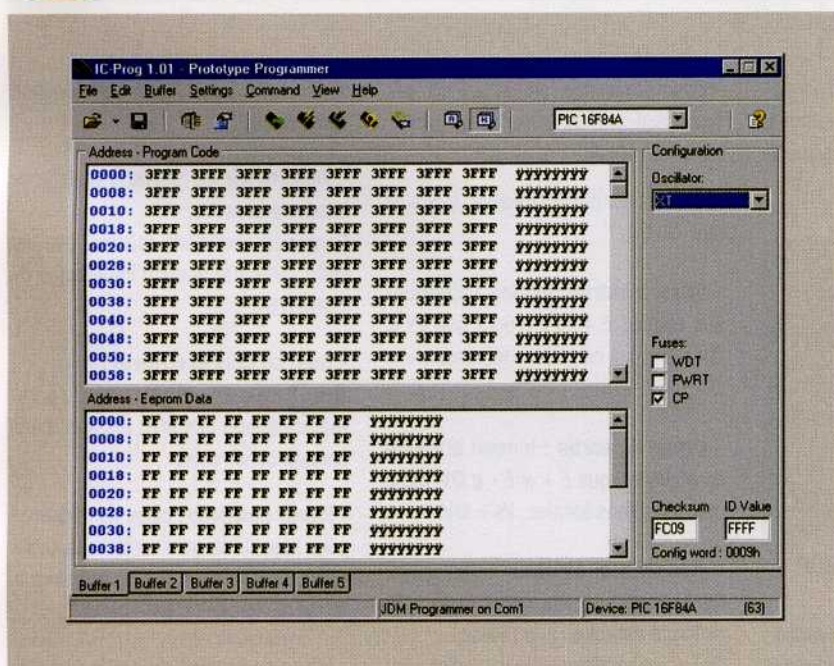 IC-Prog 1.01 - Prototype Programmer
File Edit Buffer Settings Command View Help
PIC 16F84A
Address - Program Code
0000: 3FFF 3FFF 3FFF 3FFF 3FFF 3FFF 3FFF 3FFF ÿÿÿÿÿÿÿÿ
0008: 3FFF 3FFF 3FFF 3FFF 3FFF 3FFF 3FFF 3FFF ÿÿÿÿÿÿÿÿ
0010: 3FFF 3FFF 3FFF 3FFF 3FFF 3FFF 3FFF 3FFF ÿÿÿÿÿÿÿÿ
0018: 3FFF 3FFF 3FFF 3FFF 3FFF 3FFF 3FFF 3FFF ÿÿÿÿÿÿÿÿ
0020: 3FFF 3FFF 3FFF 3FFF 3FFF 3FFF 3FFF 3FFF ÿÿÿÿÿÿÿÿ
0028: 3FFF 3FFF 3FFF 3FFF 3FFF 3FFF 3FFF 3FFF ÿÿÿÿÿÿÿÿ
0030: 3FFF 3FFF 3FFF 3FFF 3FFF 3FFF 3FFF 3FFF ÿÿÿÿÿÿÿÿ
0038: 3FFF 3FFF 3FFF 3FFF 3FFF 3FFF 3FFF 3FFF ÿÿÿÿÿÿÿÿ
0040: 3FFF 3FFF 3FFF 3FFF 3FFF 3FFF 3FFF 3FFF ÿÿÿÿÿÿÿÿ
0048: 3FFF 3FFF 3FFF 3FFF 3FFF 3FFF 3FFF 3FFF ÿÿÿÿÿÿÿÿ
0050: 3FFF 3FFF 3FFF 3FFF 3FFF 3FFF 3FFF 3FFF ÿÿÿÿÿÿÿÿ
0058: 3FFF 3FFF 3FFF 3FFF 3FFF 3FFF 3FFF 3FFF ÿÿÿÿÿÿÿÿ
Address - Eeprom Data
0000: FF FF FF FF FF FF FF FF ÿÿÿÿÿÿÿÿ
0008: FF FF FF FF FF FF FF FF ÿÿÿÿÿÿÿÿ
0010: FF FF FF FF FF FF FF FF ÿÿÿÿÿÿÿÿ
0018: FF FF FF FF FF FF FF FF ÿÿÿÿÿÿÿÿ
0020: FF FF FF FF FF FF FF FF ÿÿÿÿÿÿÿÿ
0028: FF FF FF FF FF FF FF FF ÿÿÿÿÿÿÿÿ
0030: FF FF FF FF FF FF FF FF ÿÿÿÿÿÿÿÿ
0038: FF FF FF FF FF FF FF FF ÿÿÿÿÿÿÿÿ
Configuration
Oscillator:
XT
Fuses:
WDT
PWRT
CP
Checksum ID Value
FC09 FFFF
Config word : 0009h
Buffer 1 Buffer 2 Buffer 3 Buffer 4 Buffer 5
JDM Programmer on Com1 Device: PIC 16F84A (63)